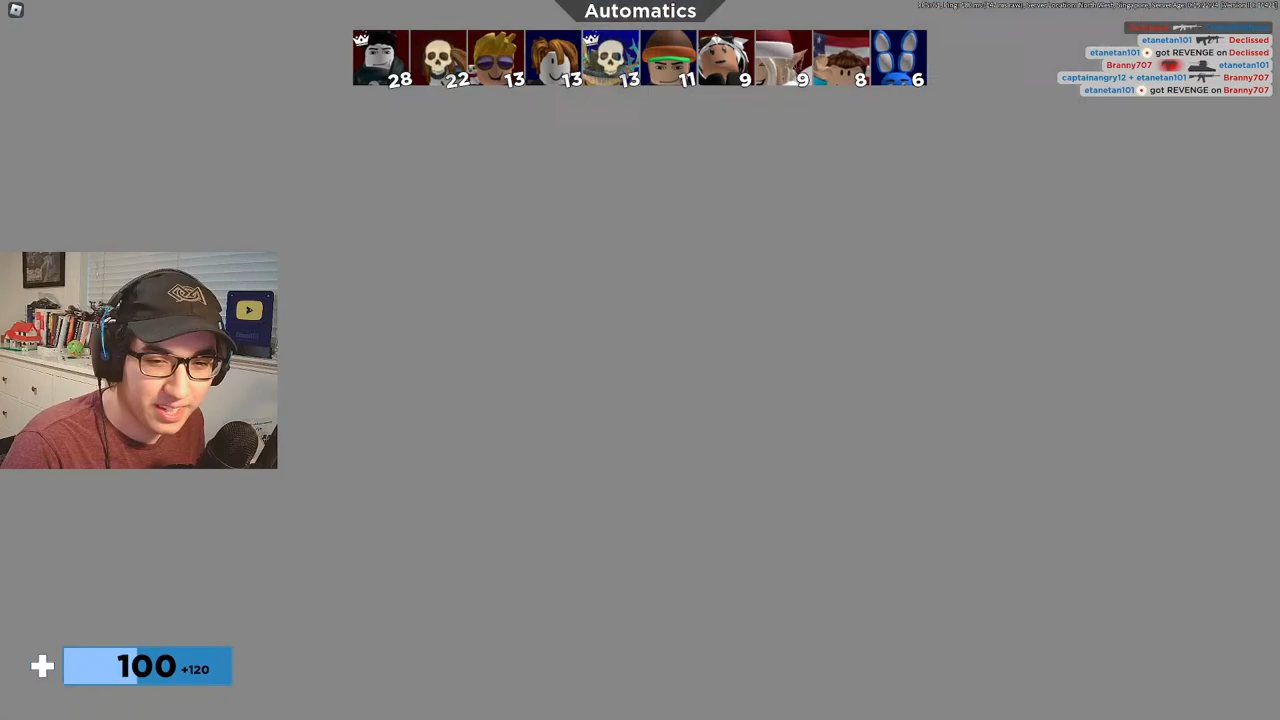 Automatics
28 22 13 13 13 11 9 9 8 6
etanetan101 Declissed
etanetan101 got REVENGE on Declissed
Branny707 etanetan101
captainangry12 + etanetan101 Branny707
etanetan101 got REVENGE on Branny707
100 +120